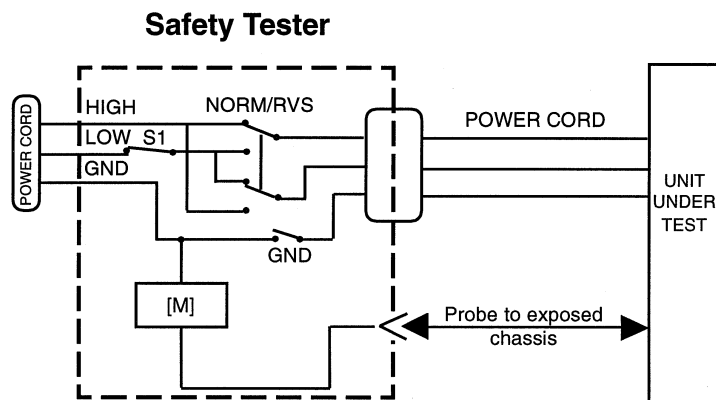 Safety Tester
POWER CORD
HIGH
NORM/RVS
LOW S1
GND
POWER CORD
UNIT
UNDER
TEST
GND
[M]
Probe to exposed
chassis